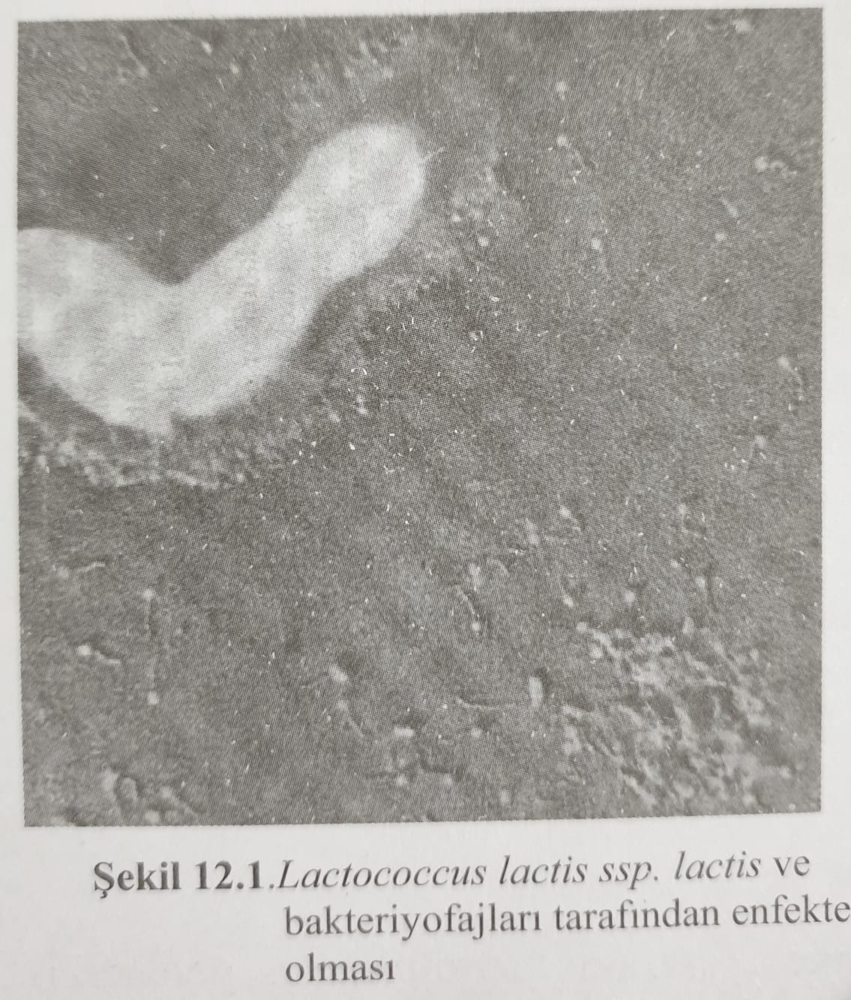 Şekil 12.1.Lactococcus lactis ssp. lactis ve
bakteriyofajları tarafından enfekte
olması